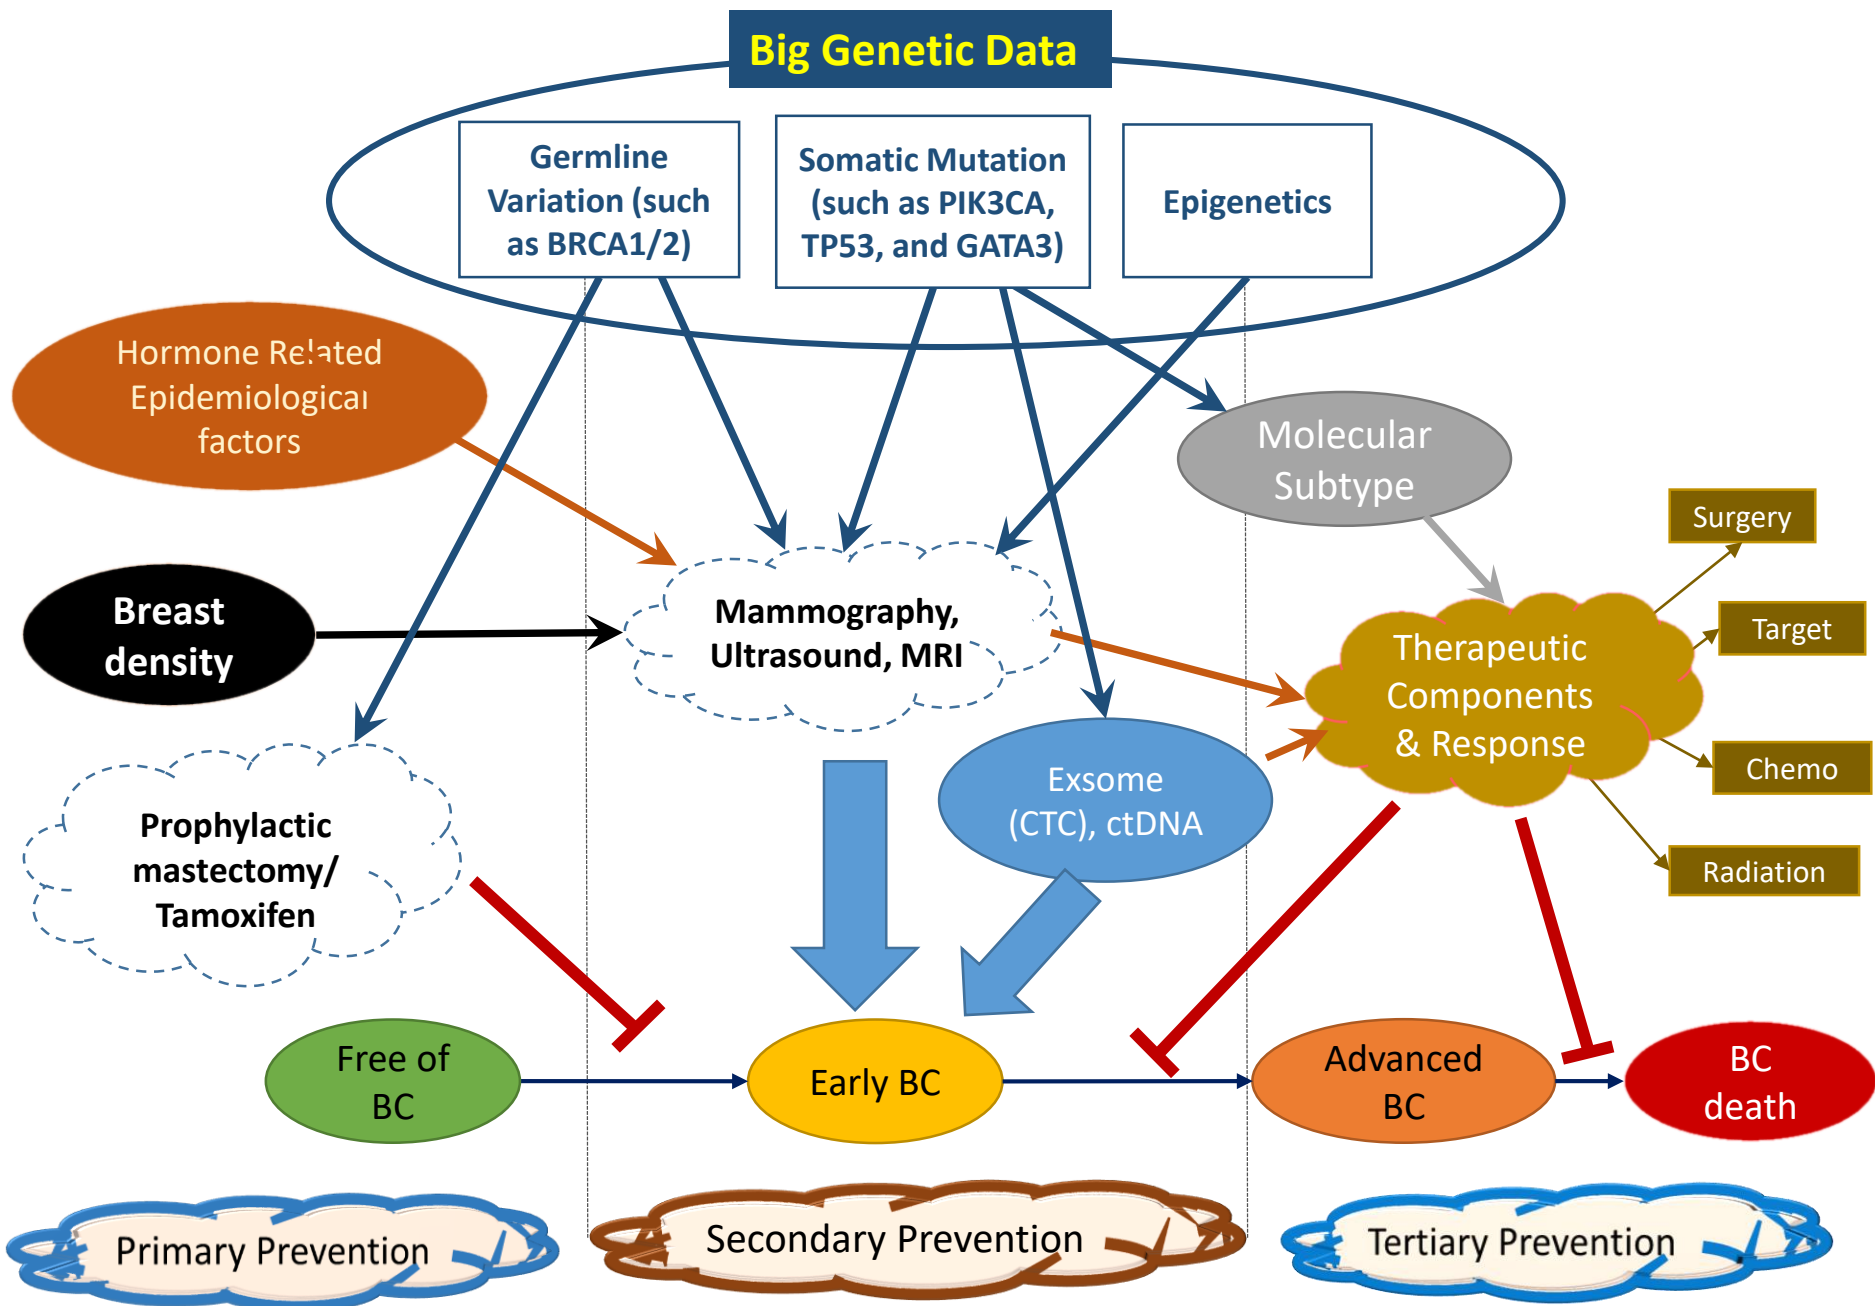 Big Genetic Data
Germline
Variation (such
as BRCA1/2)
Somatic Mutation
(such as PIK3CA,
TP53, and GATA3)
Epigenetics
Hormone Related
Epidemiological
factors
Molecular
Subtype
Surgery
Target
Chemo
Radiation
Breast
density
Mammography,
Ultrasound, MRI
Therapeutic
Components
& Response
Exsome
(CTC), ctDNA
Prophylactic
mastectomy/
Tamoxifen
Free of
BC
Early BC
Advanced
BC
BC
death
Primary Prevention
Secondary Prevention
Tertiary Prevention